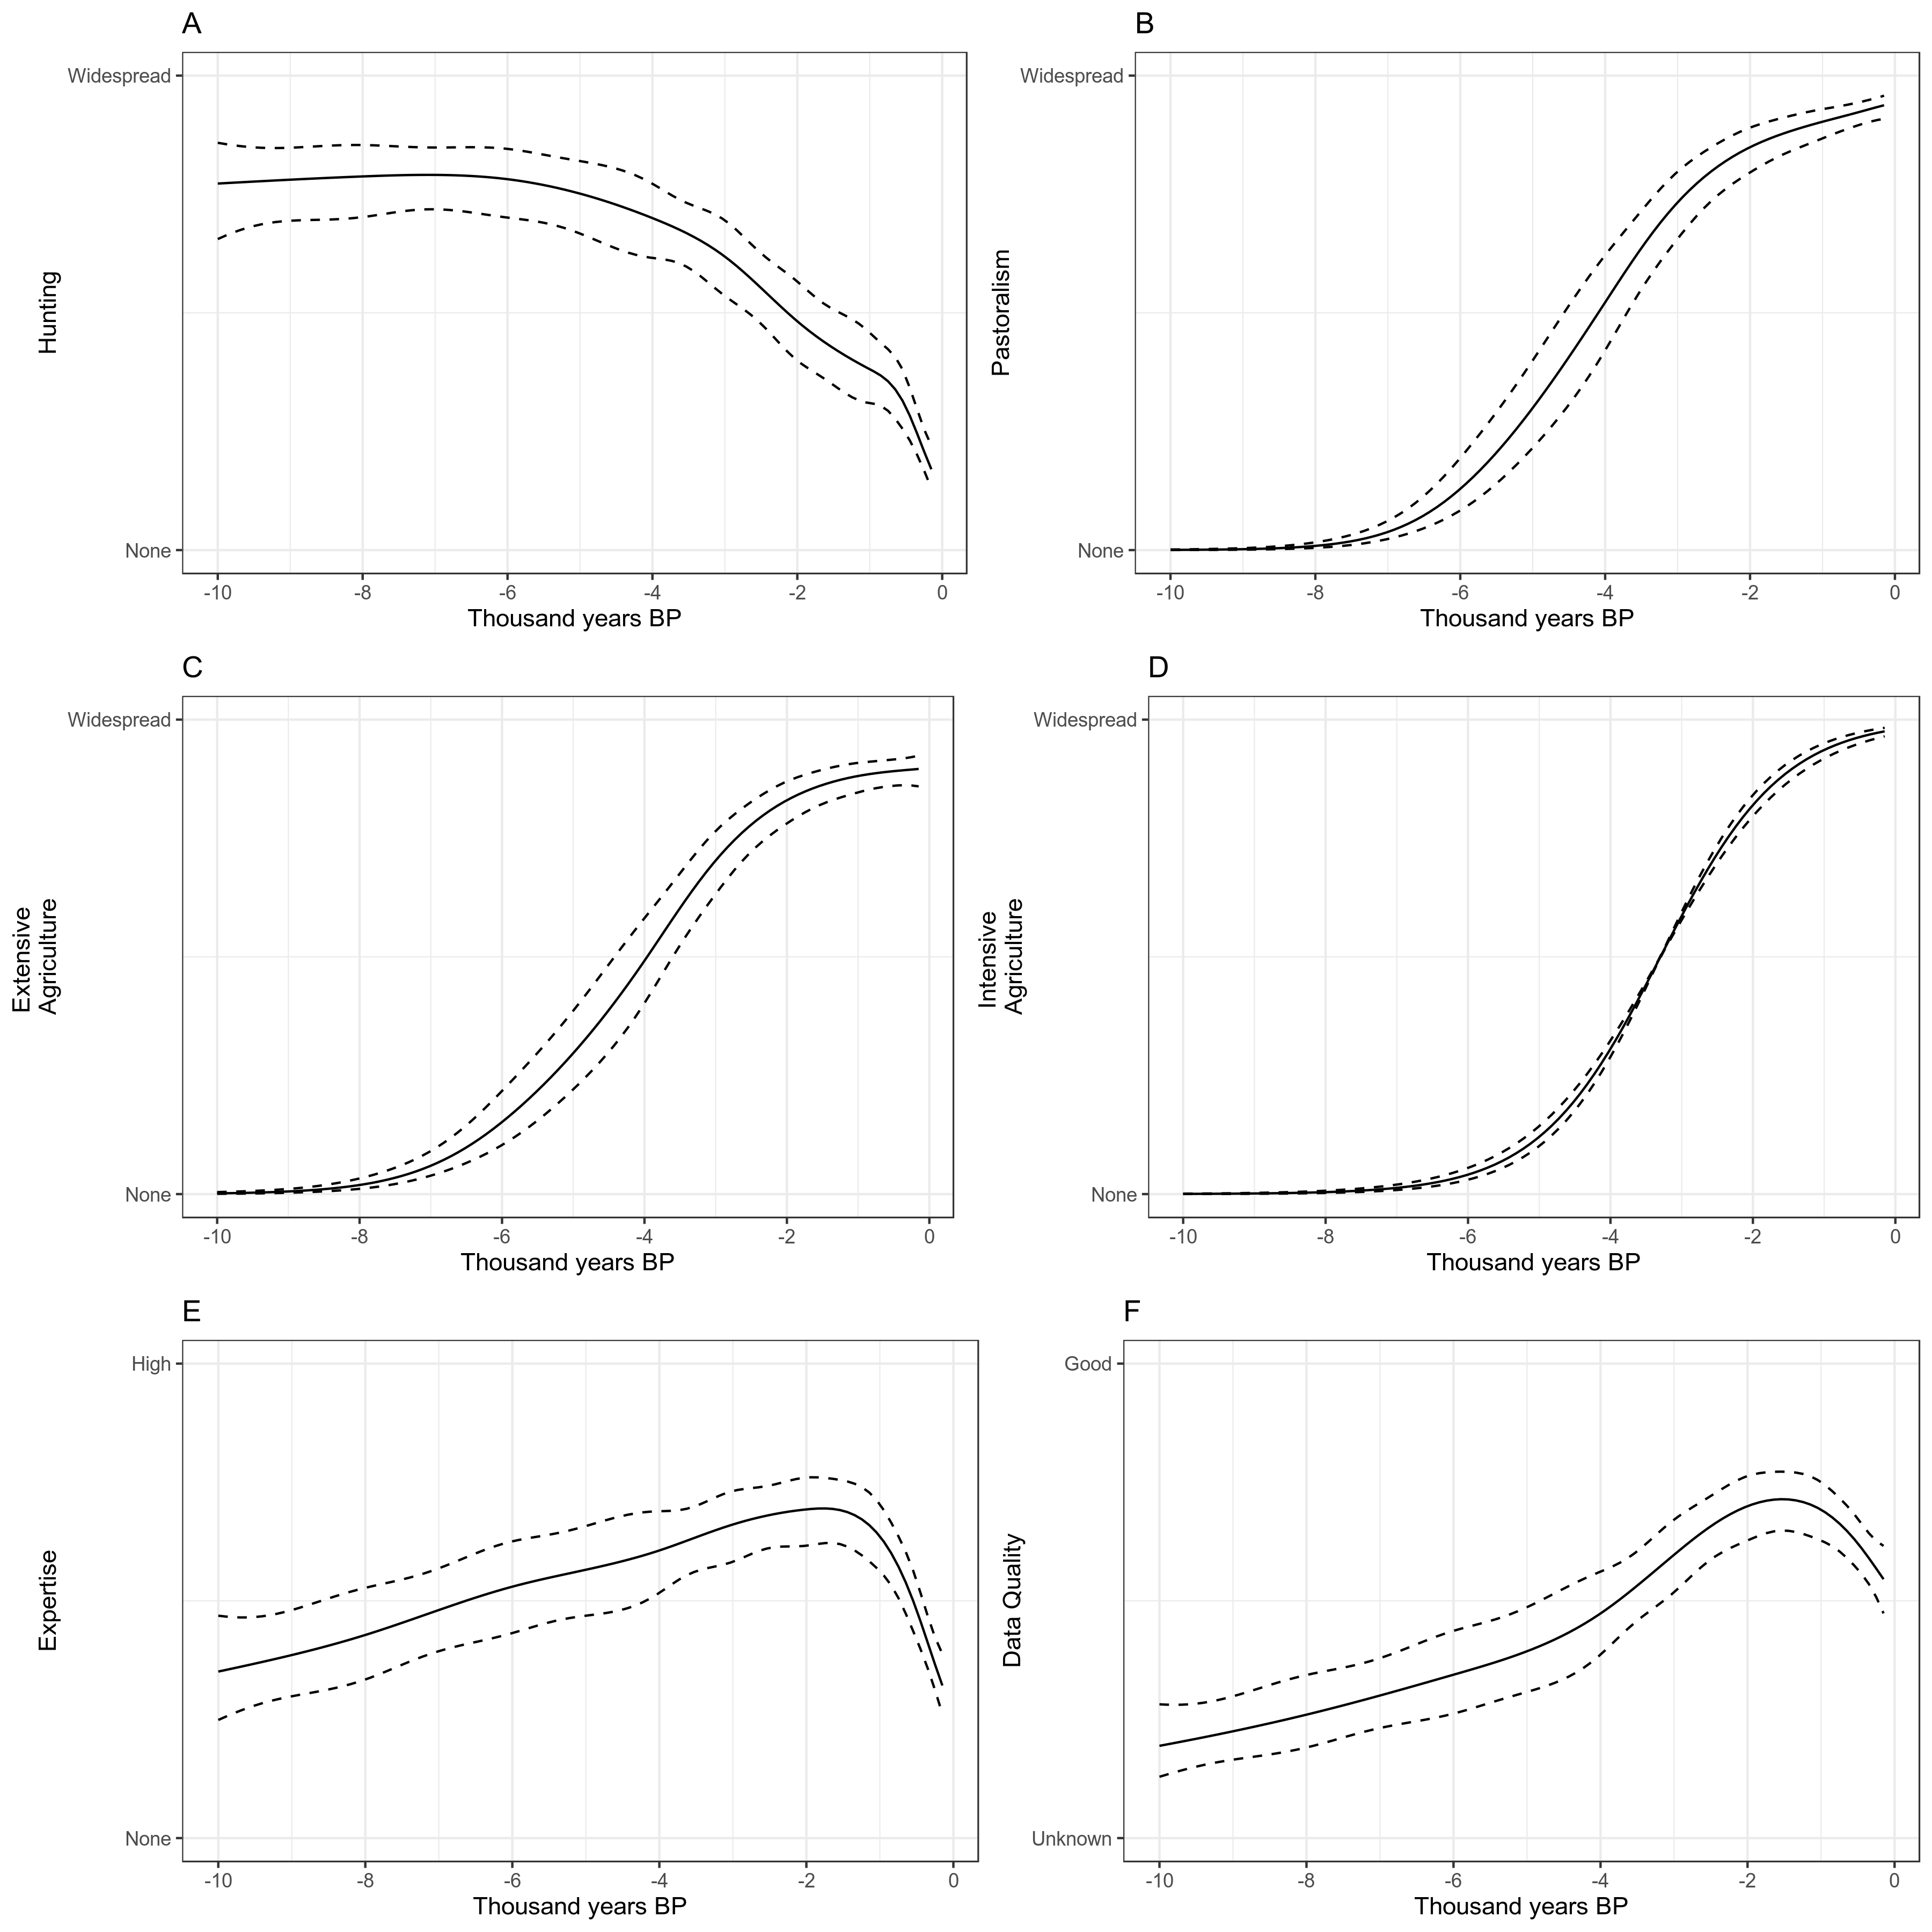 A
Widespread
None
Hunting
-10 -8 -6 -4 -2 0
Thousand years BP
B
Widespread
None
Pastoralism
-10 -8 -6 -4 -2 0
Thousand years BP
C
Widespread
None
Extensive
Agriculture
-10 -8 -6 -4 -2 0
Thousand years BP
D
Widespread
None
Intensive
Agriculture
-10 -8 -6 -4 -2 0
Thousand years BP
E
High
None
Expertise
-10 -8 -6 -4 -2 0
Thousand years BP
F
Good
Unknown
Data Quality
-10 -8 -6 -4 -2 0
Thousand years BP